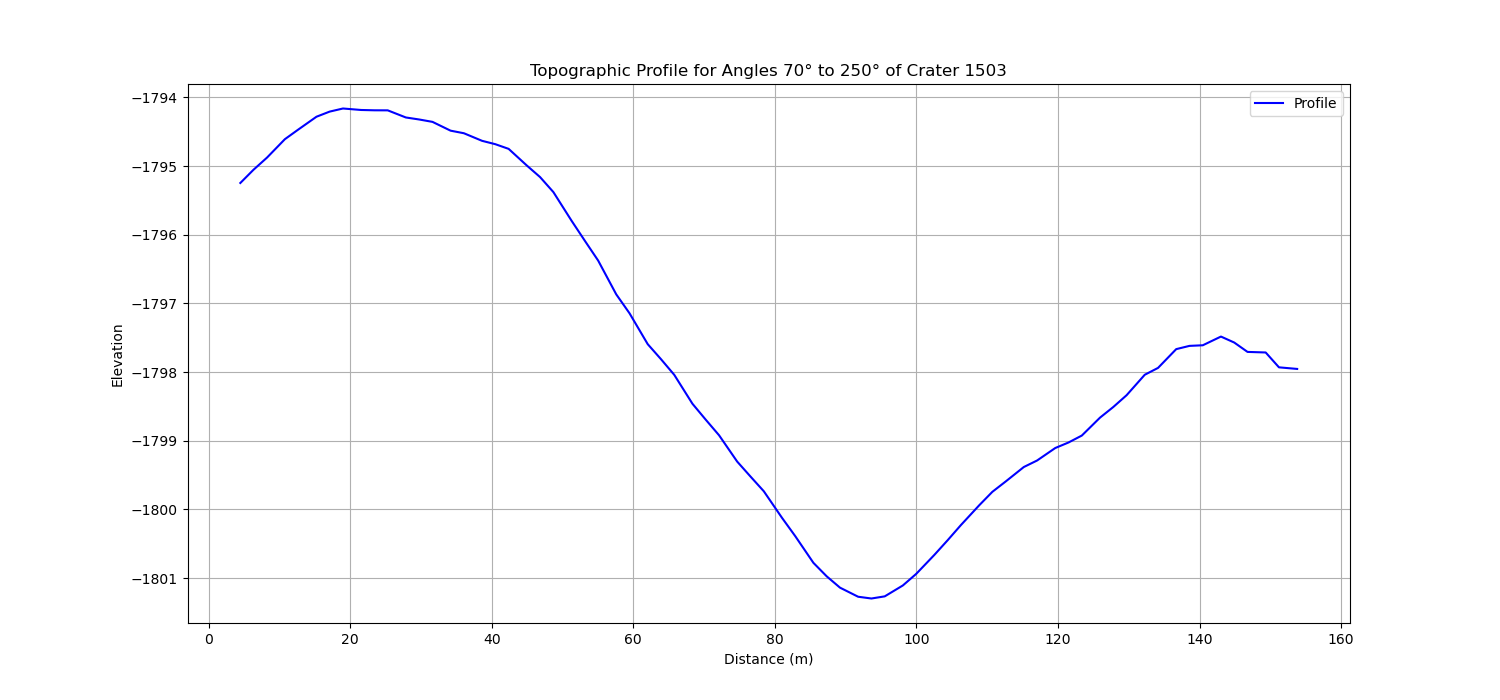 Topographic Profile for Angles 70° to 250° of Crater 1503
Profile
−1794
−1795
−1796
−1797
−1798
−1799
−1800
−1801
Elevation
0 20 40 60 80 100 120 140 160
Distance (m)